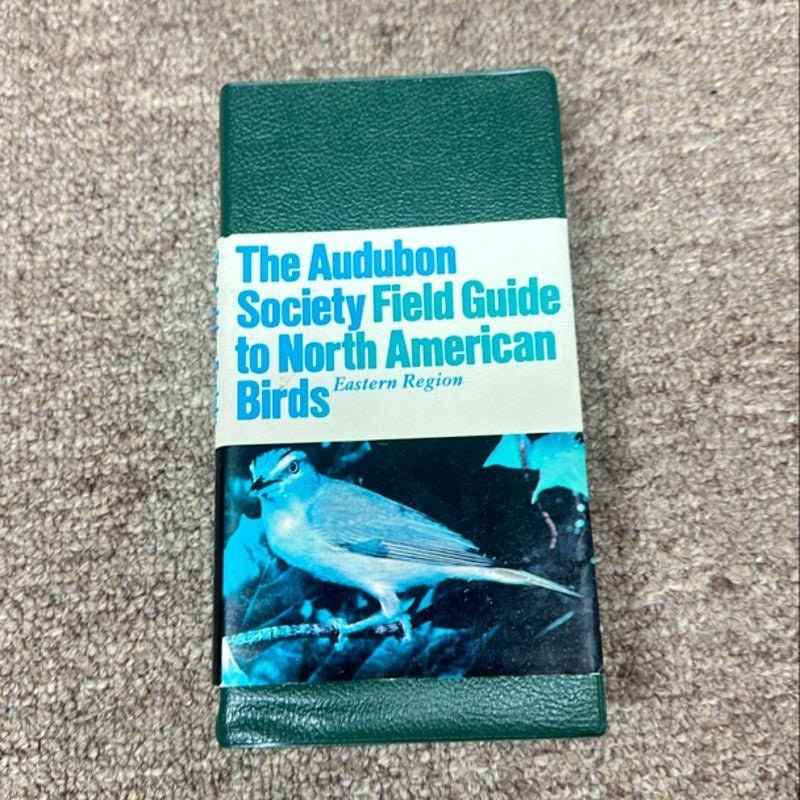 The Audubon
Society Field Guide
to North American
Birds Eastern Region